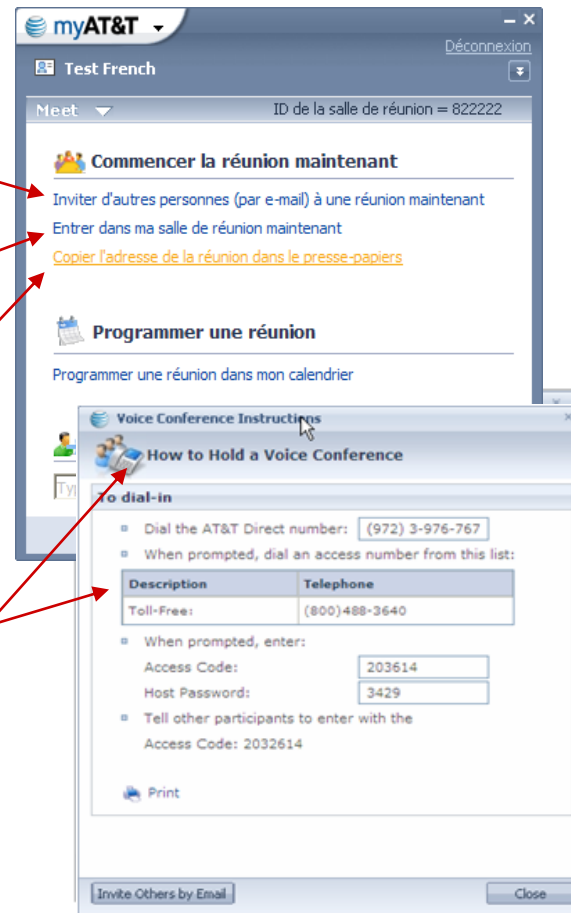 myAT&T
Déconnexion
Test French
Meet
ID de la salle de réunion = 822222
Commencer la réunion maintenant
Inviter d'autres personnes (par e-mail) à une réunion maintenant
Entrer dans ma salle de réunion maintenant
Copier l'adresse de la réunion dans le presse-papiers
Programmer une réunion
Programmer une réunion dans mon calendrier
Voice Conference Instructions
How to Hold a Voice Conference
To dial-in
Dial the AT&T Direct number: (972) 3-976-767
When prompted, dial an access number from this list:
Description Telephone
Toll-Free: (800)488-3640
When prompted, enter:
Access Code: 203614
Host Password: 3429
Tell other participants to enter with the
Access Code: 2032614
Print
Invite Others by Email Close